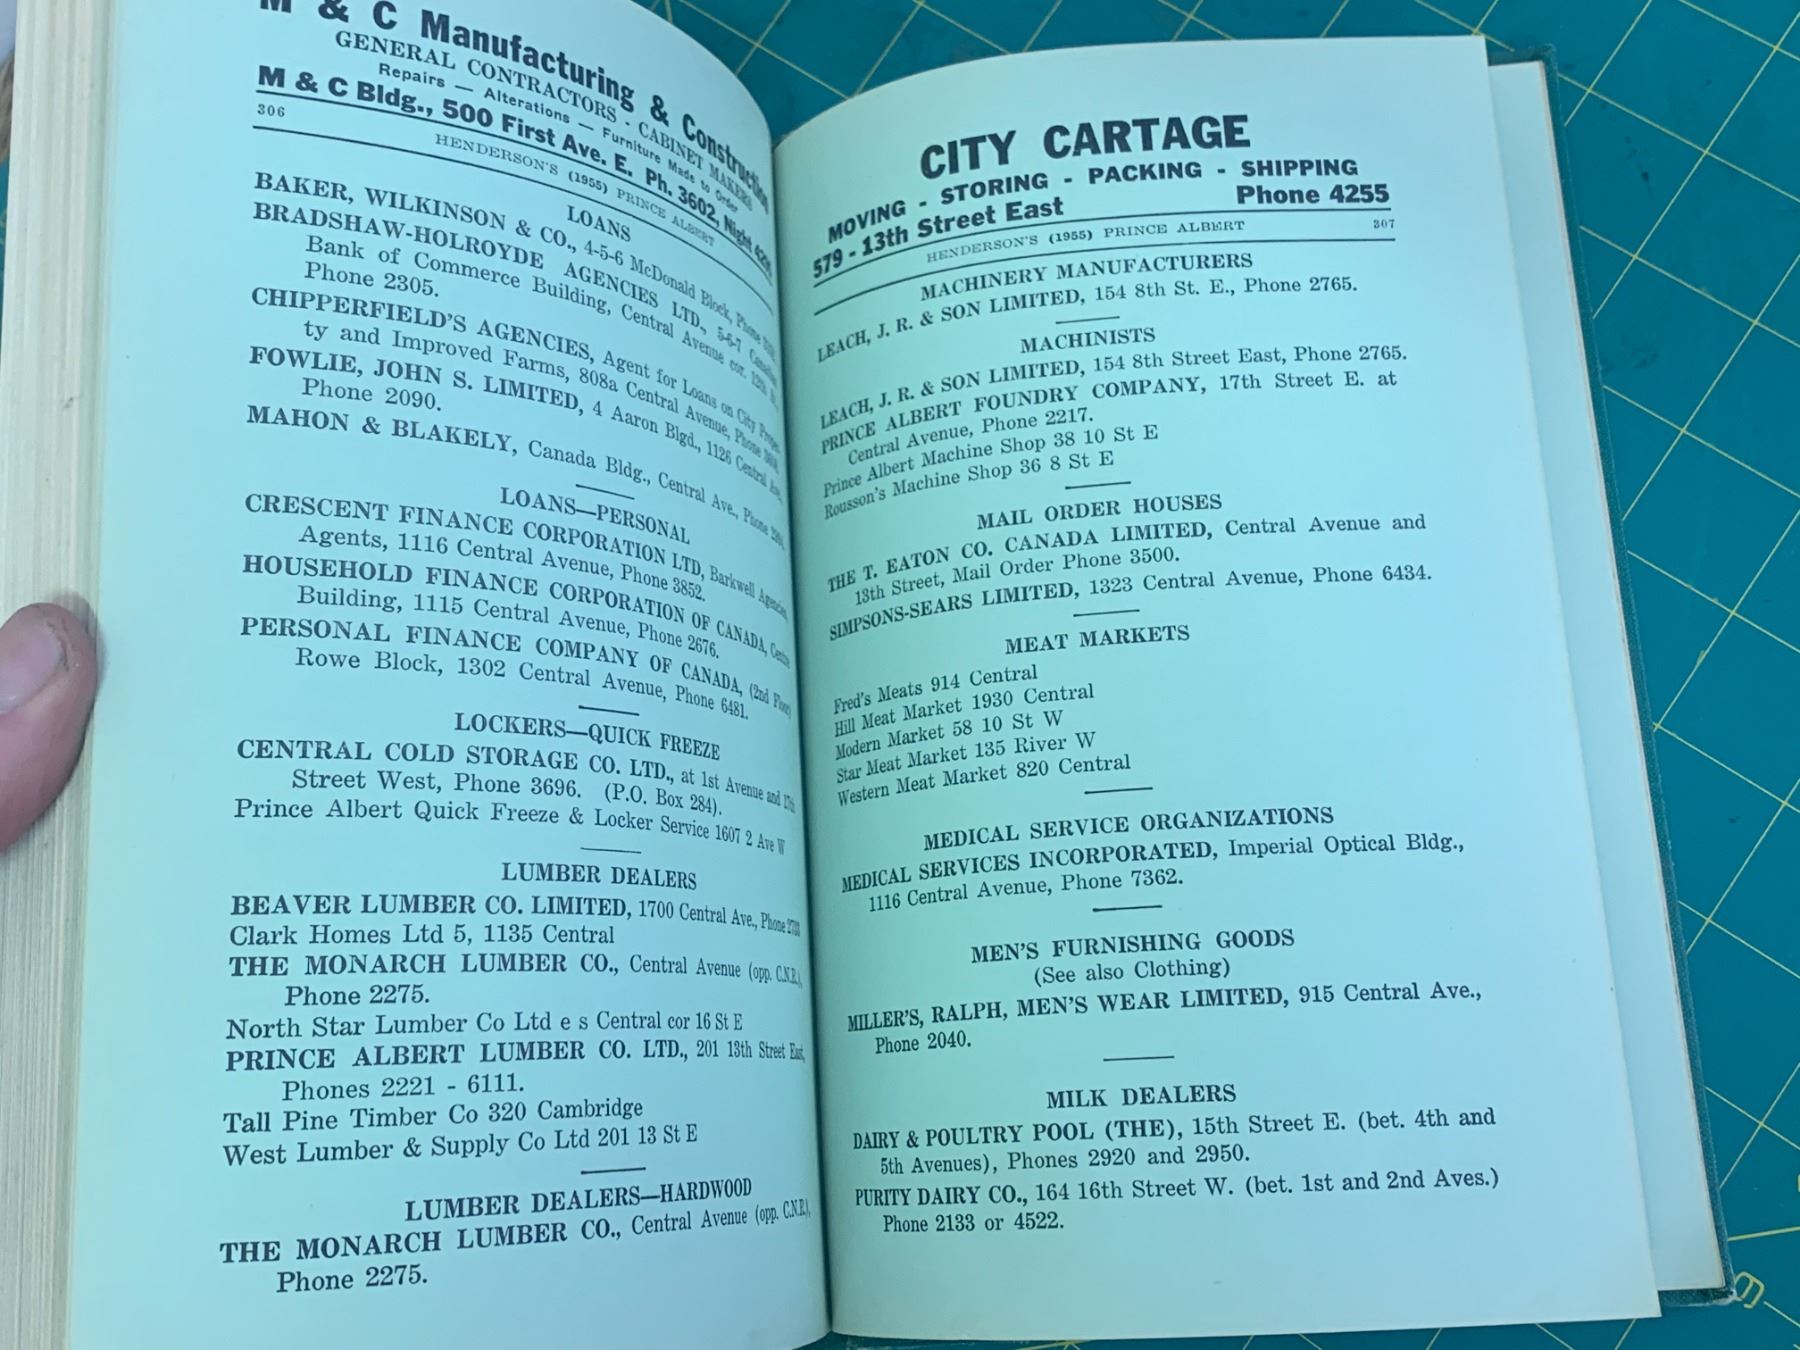 M & C Manufacturing & Construction
GENERAL CONTRACTORS - CABINET MAKERS
Repairs — Alterations — Furniture Made to Order
M & C Bldg., 500 First Ave. E. Ph. 3602, Night
306
HENDERSON'S (1955) PRINCE ALBERT
LOANS
BAKER, WILKINSON & CO., 4-5-6 McDonald Block, Phone
BRADSHAW-HOLROYDE AGENCIES LTD., 5-6-7 Canadian
Bank of Commerce Building, Central Avenue cor. 12th
Phone 2305.
CHIPPERFIELD'S AGENCIES, Agent for Loans on City Proper-
ty and Improved Farms, 808a Central Avenue, Phone
FOWLIE, JOHN S. LIMITED, 4 Aaron Blgd., 1126 Central Ave.
Phone 2090.
MAHON & BLAKELY, Canada Bldg., Central Ave., Phone
LOANS—PERSONAL
CRESCENT FINANCE CORPORATION LTD, Barkwell Agencies
Agents, 1116 Central Avenue, Phone 3852.
HOUSEHOLD FINANCE CORPORATION OF CANADA,
Building, 1115 Central Avenue, Phone 2676.
PERSONAL FINANCE COMPANY OF CANADA, (2nd Floor)
Rowe Block, 1302 Central Avenue, Phone 6481.
LOCKERS—QUICK FREEZE
CENTRAL COLD STORAGE CO. LTD., at 1st Avenue and 17th
Street West, Phone 3696. (P.O. Box 284).
Prince Albert Quick Freeze & Locker Service 1607 2 Ave W
LUMBER DEALERS
BEAVER LUMBER CO. LIMITED, 1700 Central Ave., Phone
Clark Homes Ltd 5, 1135 Central
THE MONARCH LUMBER CO., Central Avenue (opp. C.N.R.),
Phone 2275.
North Star Lumber Co Ltd e s Central cor 16 St E
PRINCE ALBERT LUMBER CO. LTD., 201 13th Street East,
Phones 2221 - 6111.
Tall Pine Timber Co 320 Cambridge
West Lumber & Supply Co Ltd 201 13 St E
LUMBER DEALERS—HARDWOOD
THE MONARCH LUMBER CO., Central Avenue (opp. C.N.R.),
Phone 2275.
CITY CARTAGE
MOVING - STORING - PACKING - SHIPPING
579 - 13th Street East Phone 4255
HENDERSON'S (1955) PRINCE ALBERT 307
MACHINERY MANUFACTURERS
LEACH, J. R. & SON LIMITED, 154 8th St. E., Phone 2765.
MACHINISTS
LEACH, J. R. & SON LIMITED, 154 8th Street East, Phone 2765.
PRINCE ALBERT FOUNDRY COMPANY, 17th Street E. at
Central Avenue, Phone 2217.
Prince Albert Machine Shop 38 10 St E
Rousson's Machine Shop 36 8 St E
MAIL ORDER HOUSES
THE T. EATON CO. CANADA LIMITED, Central Avenue and
13th Street, Mail Order Phone 3500.
SIMPSONS-SEARS LIMITED, 1323 Central Avenue, Phone 6434.
MEAT MARKETS
Fred's Meats 914 Central
Hill Meat Market 1930 Central
Modern Market 58 10 St W
Star Meat Market 135 River W
Western Meat Market 820 Central
MEDICAL SERVICE ORGANIZATIONS
MEDICAL SERVICES INCORPORATED, Imperial Optical Bldg.,
1116 Central Avenue, Phone 7362.
MEN'S FURNISHING GOODS
(See also Clothing)
MILLER'S, RALPH, MEN'S WEAR LIMITED, 915 Central Ave.,
Phone 2040.
MILK DEALERS
DAIRY & POULTRY POOL (THE), 15th Street E. (bet. 4th and
5th Avenues), Phones 2920 and 2950.
PURITY DAIRY CO., 164 16th Street W. (bet. 1st and 2nd Aves.)
Phone 2133 or 4522.